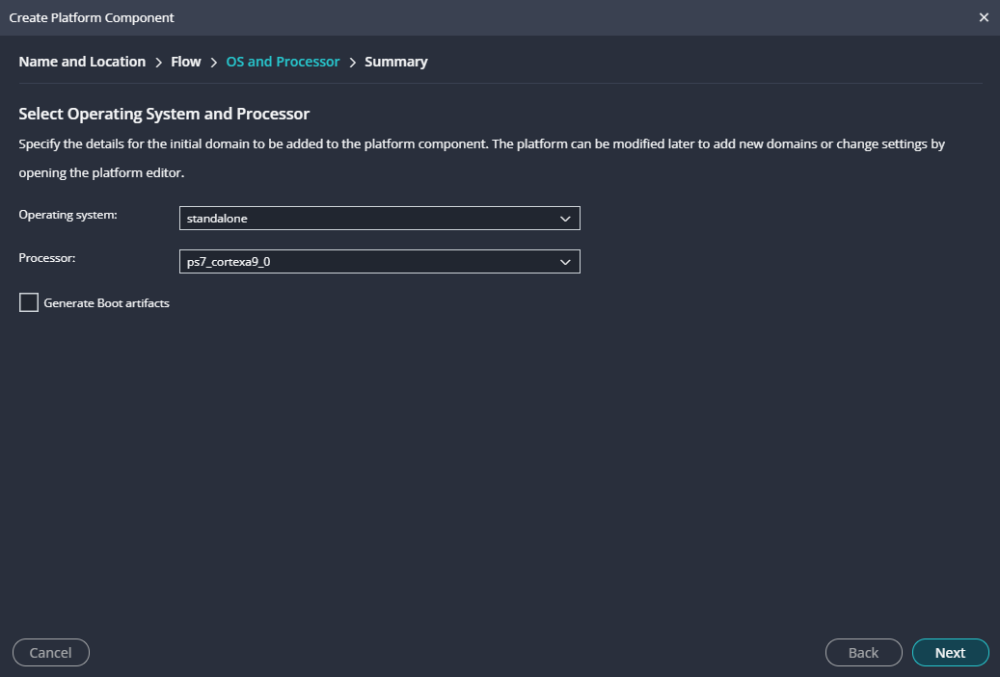 Create Platform Component
Name and Location > Flow > OS and Processor > Summary
Select Operating System and Processor
Specify the details for the initial domain to be added to the platform component. The platform can be modified later to add new domains or change settings by
opening the platform editor.
Operating system: standalone
Processor: ps7_cortexa9_0
Generate Boot artifacts
Cancel Back Next